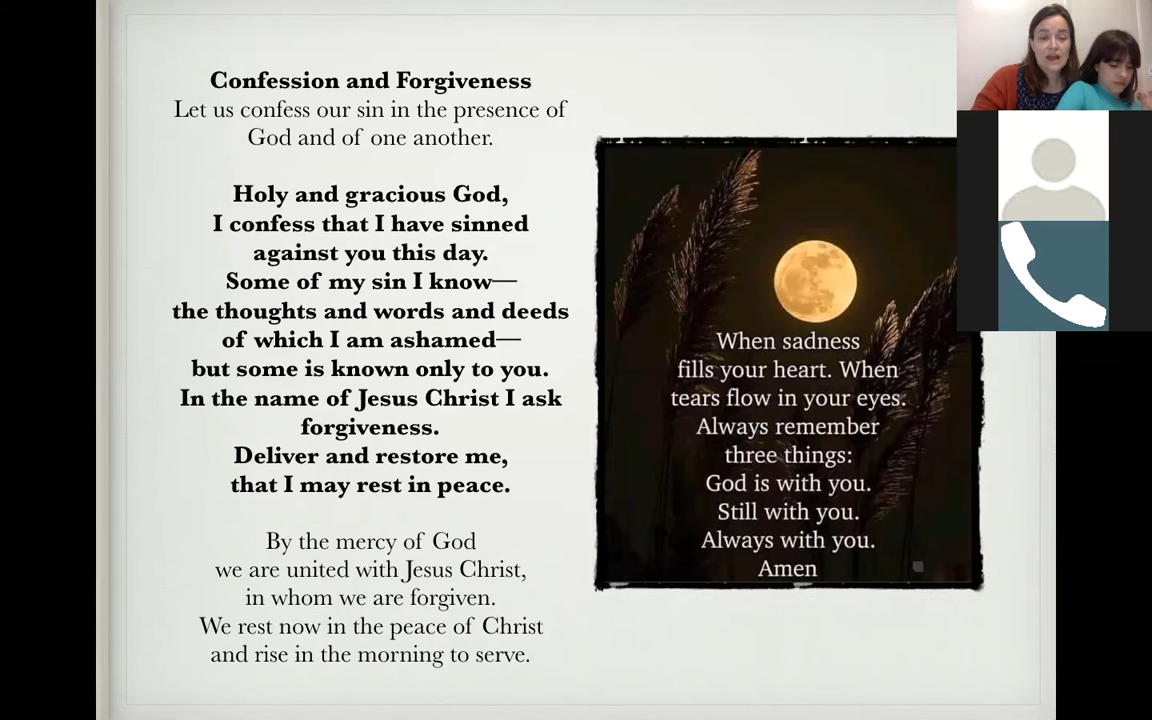 Confession and Forgiveness
Let us confess our sin in the presence of
God and of one another.
Holy and gracious God,
I confess that I have sinned
against you this day.
Some of my sin I know—
the thoughts and words and deeds
of which I am ashamed—
but some is known only to you.
In the name of Jesus Christ I ask
forgiveness.
Deliver and restore me,
that I may rest in peace.
By the mercy of God
we are united with Jesus Christ,
in whom we are forgiven.
We rest now in the peace of Christ
and rise in the morning to serve.
When sadness
fills your heart. When
tears flow in your eyes.
Always remember
three things:
God is with you.
Still with you.
Always with you.
Amen